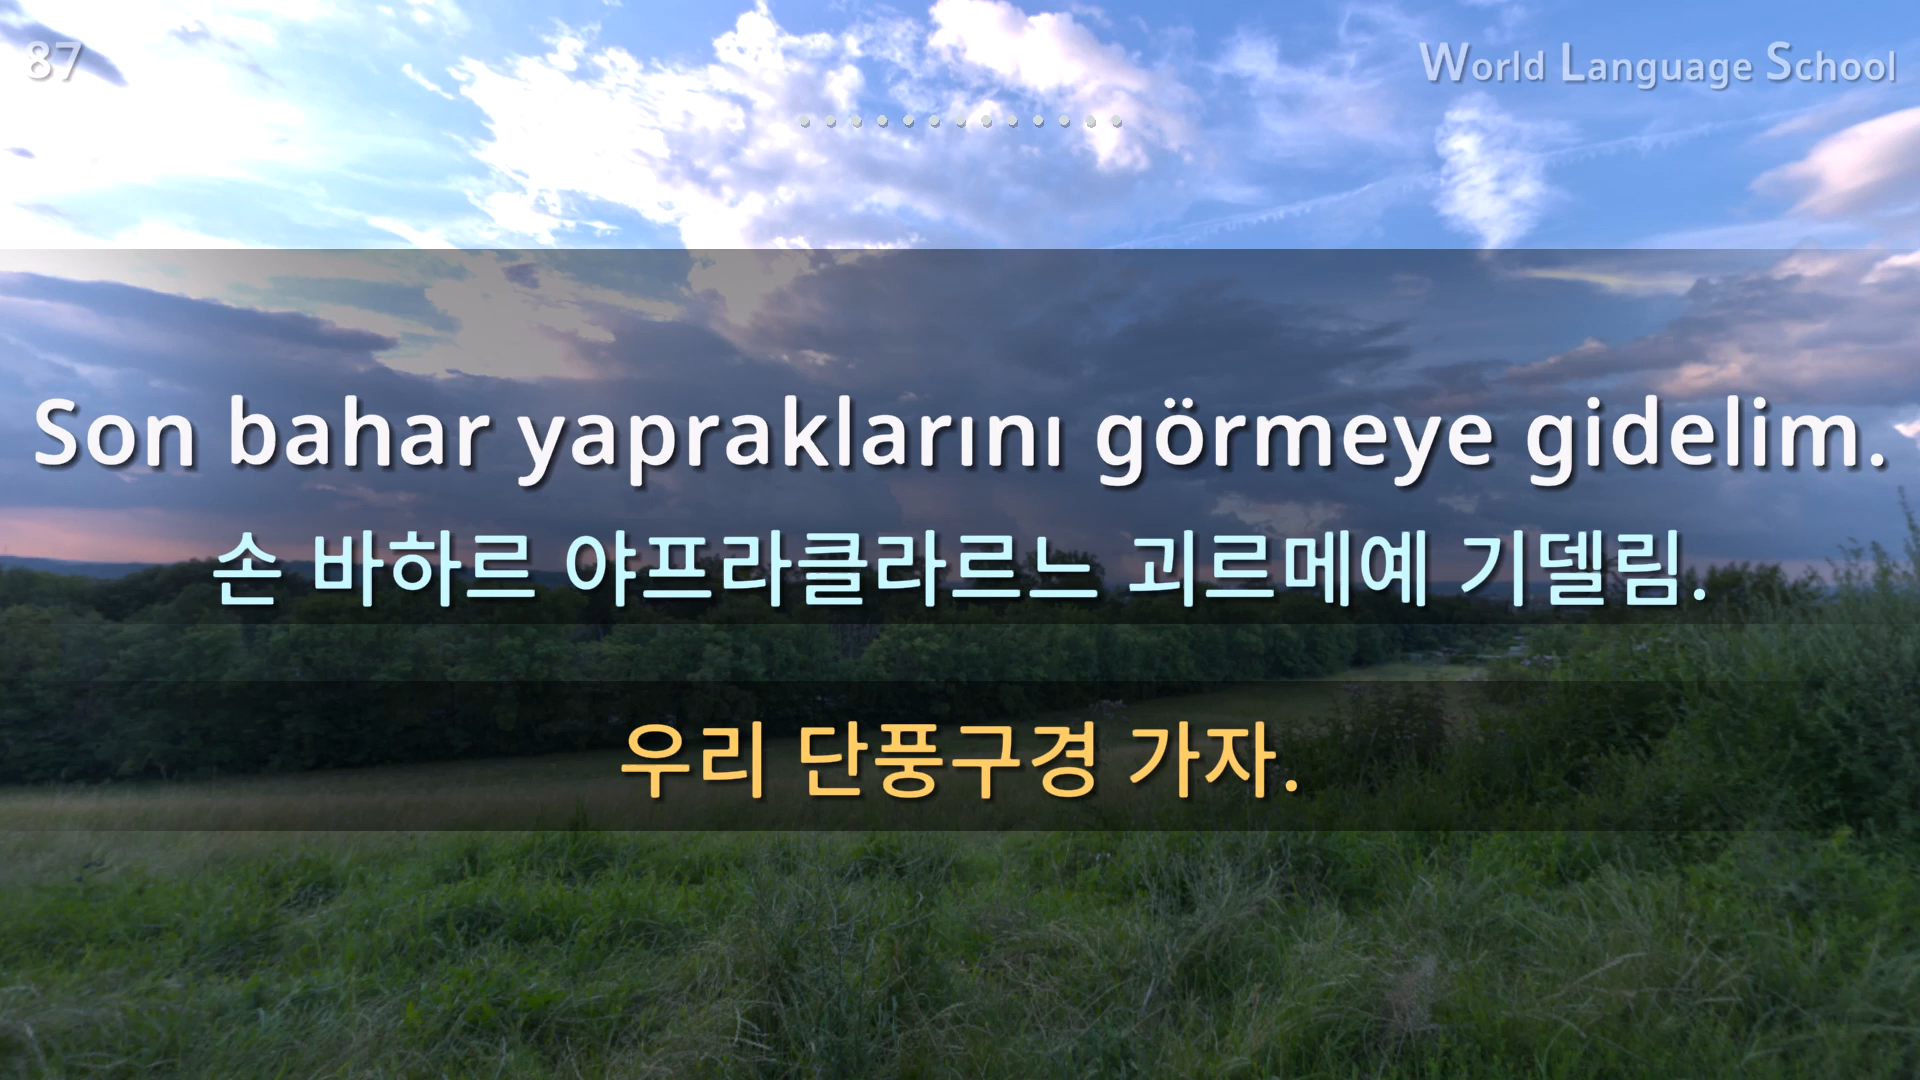 87
World Language School
Son bahar yapraklarını görmeye gidelim.
손 바하르 야프라클라르느 괴르메예 기델림.
우리 단풍구경 가자.